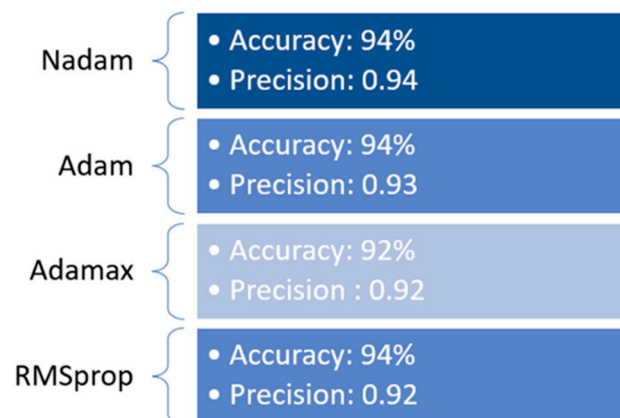 Nadam
• Accuracy: 94%
• Precision: 0.94
Adam
• Accuracy: 94%
• Precision: 0.93
Adamax
• Accuracy: 92%
• Precision : 0.92
RMSprop
• Accuracy: 94%
• Precision: 0.92